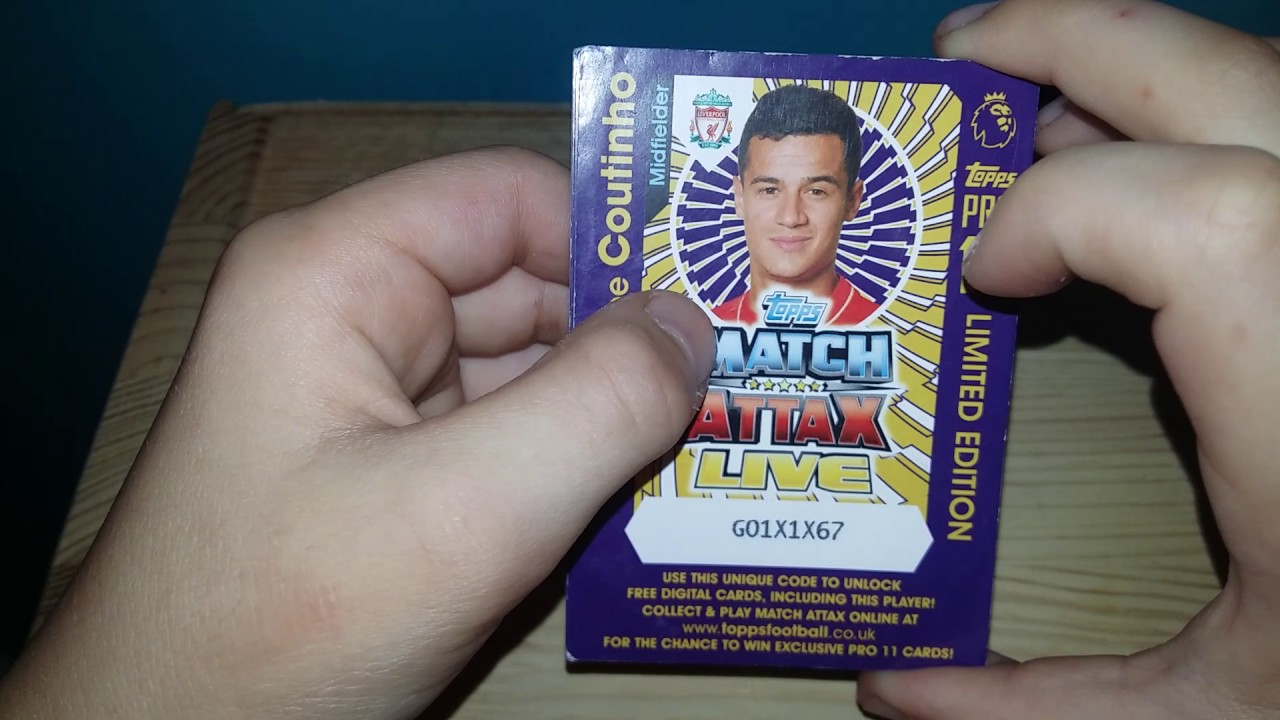 Coutinho
Midfielder
LIVERPOOL
TOPPS
LIMITED EDITION
TOPPS
MATCH
ATTAX
LIVE
G01X1X67
USE THIS UNIQUE CODE TO UNLOCK
FREE DIGITAL CARDS, INCLUDING THIS PLAYER!
COLLECT & PLAY MATCH ATTAX ONLINE AT
www.toppsfootball.co.uk
FOR THE CHANCE TO WIN EXCLUSIVE PRO 11 CARDS!